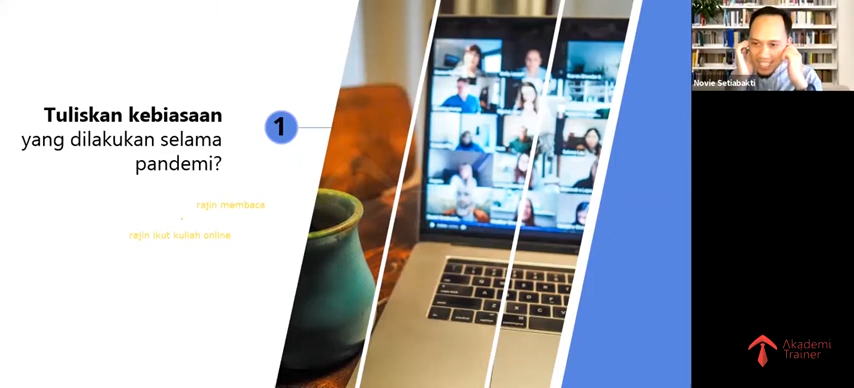 Tuliskan kebiasaan
yang dilakukan selama
pandemi?
1
rajin membaca
rajin ikut kuliah online
Novie Setiabakti
Akademi
Trainer